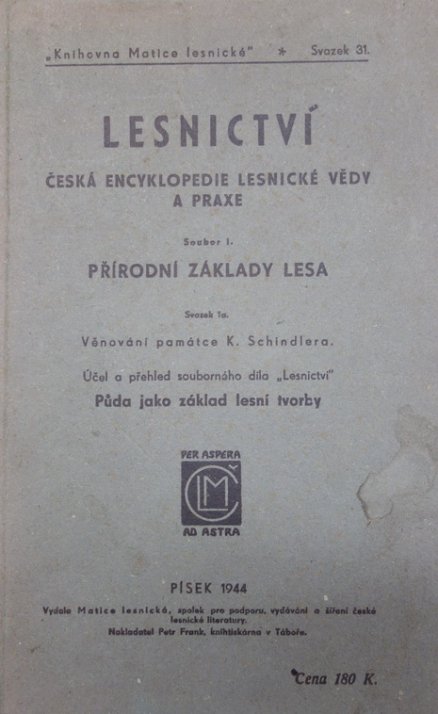 „Knihovna Matice lesnické" * Svazek 31.
LESNICTVÍ
ČESKÁ ENCYKLOPEDIE LESNICKÉ VĚDY
A PRAXE
Soubor I.
PŘÍRODNÍ ZÁKLADY LESA
Svazek 1a.
Věnování památce K. Schindlera.
Účel a přehled souborného díla „Lesnictví"
Půda jako základ lesní tvorby
PER ASPERA
ČLM
AD ASTRA
PÍSEK 1944
Vydala Matice lesnická, spolek pro podporu, vydávání a šíření české
lesnické literatury.
Nakladatel Petr Frank, knihtiskárna v Táboře.
Cena 180 K.